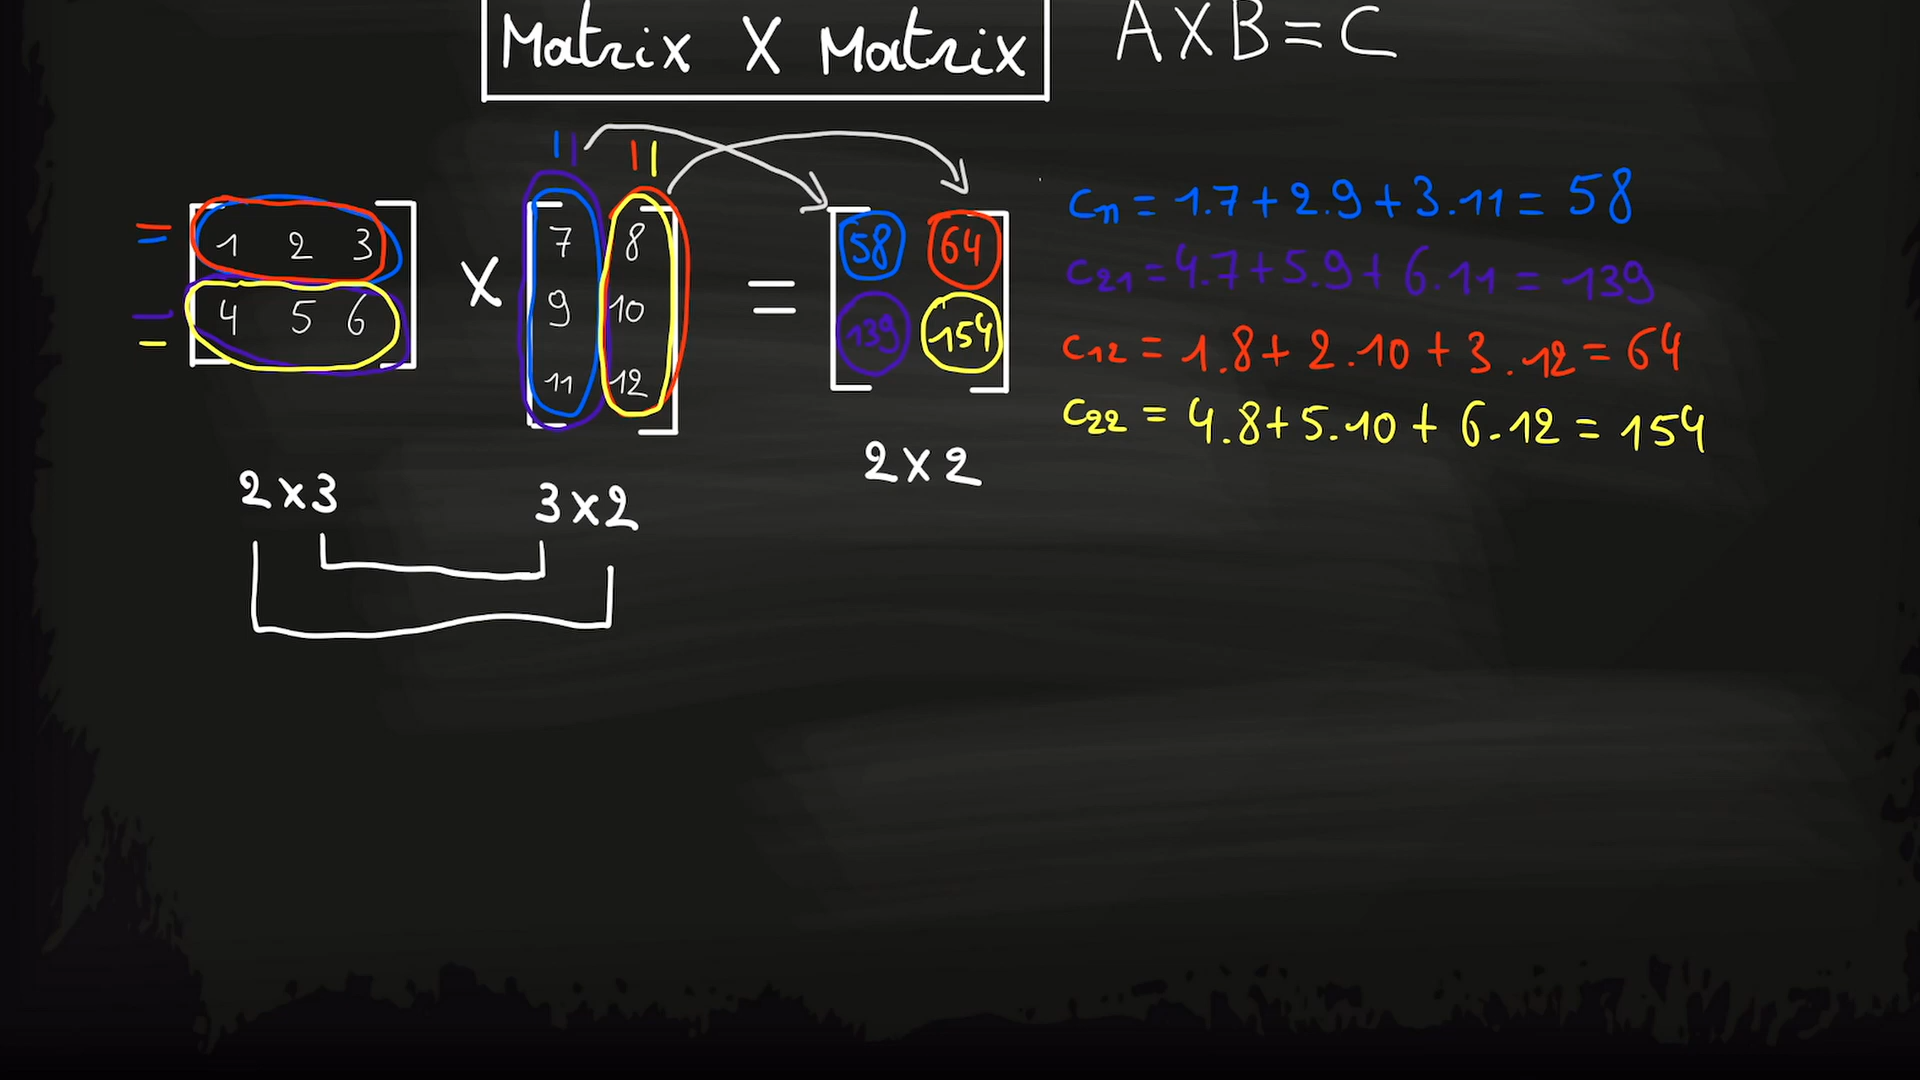 Matrix X Matrix AXB=C
1 2 3
4 5 6
X
7 8
9 10
11 12
=
58 64
139 154
2x3
3x2
2x2
C11 = 1.7+2.9+3.11= 58
C21=4.7+5.9+6.11= 139
C12 = 1.8+2.10+3.12= 64
C22 = 4.8+5.10+6.12= 154